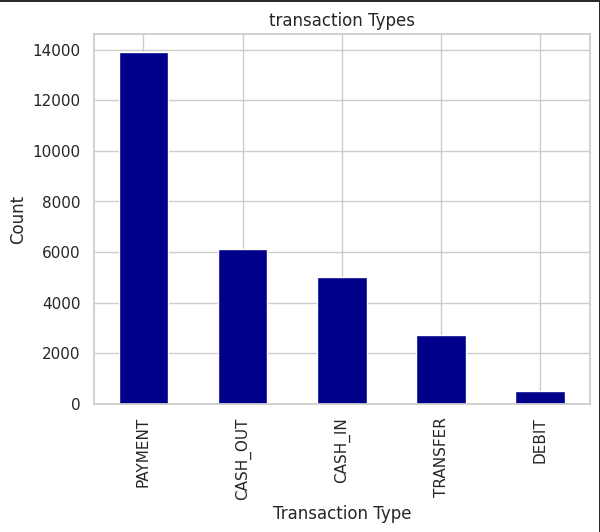 transaction Types
14000
12000
10000
8000
6000
4000
2000
0
Count
PAYMENT
CASH_OUT
CASH_IN
TRANSFER
DEBIT
Transaction Type